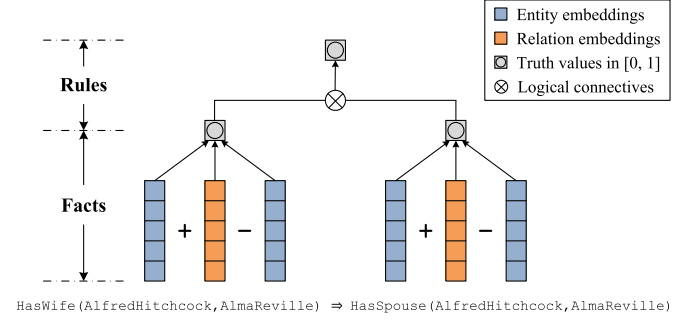 Entity embeddings
Relation embeddings
Truth values in [0, 1]
Logical connectives
Rules
Facts
+ −
+ −
HasWife(AlfredHitchcock,AlmaReville) ⇒ HasSpouse(AlfredHitchcock,AlmaReville)